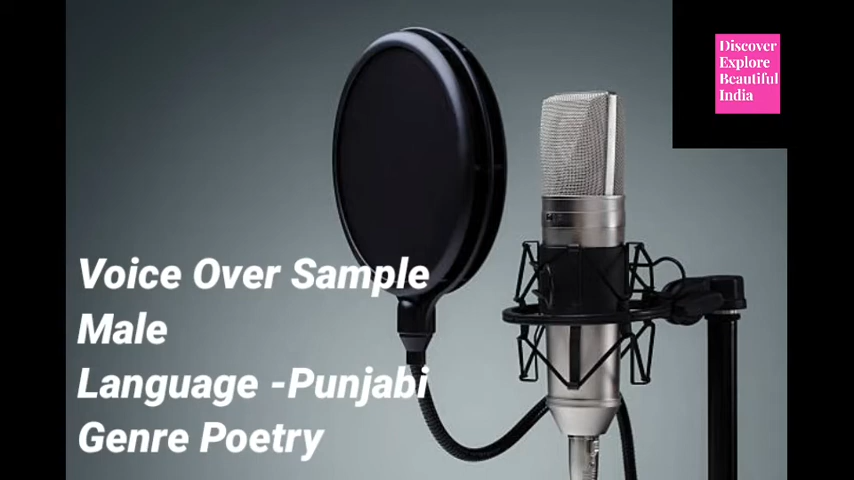 Discover
Explore
Beautiful
India
Voice Over Sample
Male
Language -Punjabi
Genre Poetry